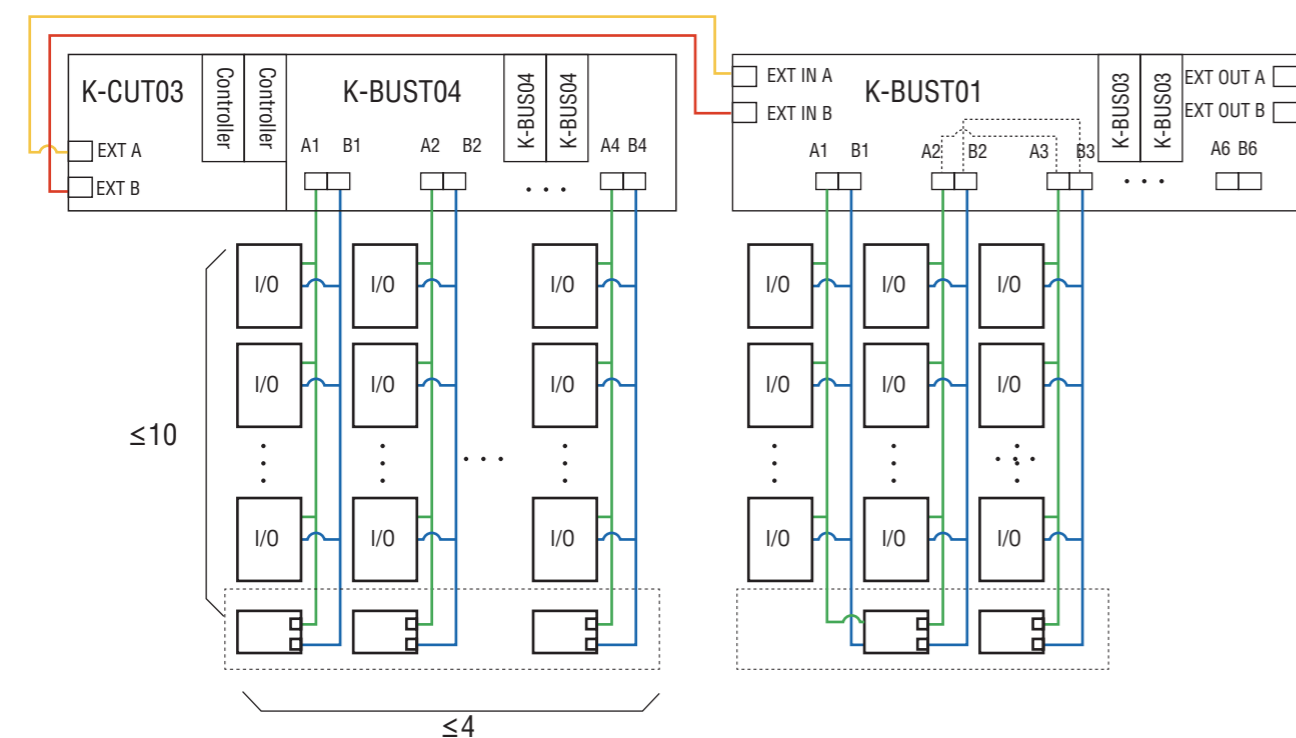 K-CUT03
Controller
Controller
K-BUST04
K-BUS04
K-BUS04
EXT A
EXT B
A1 B1
A2 B2
A4 B4
. . .
EXT IN A
EXT IN B
K-BUST01
K-BUS03
K-BUS03
EXT OUT A
EXT OUT B
A1 B1
A2 B2
A3 B3
A6 B6
. . .
I/O I/O I/O I/O I/O I/O
I/O I/O I/O I/O I/O I/O
≤10
I/O I/O I/O I/O I/O I/O
≤4